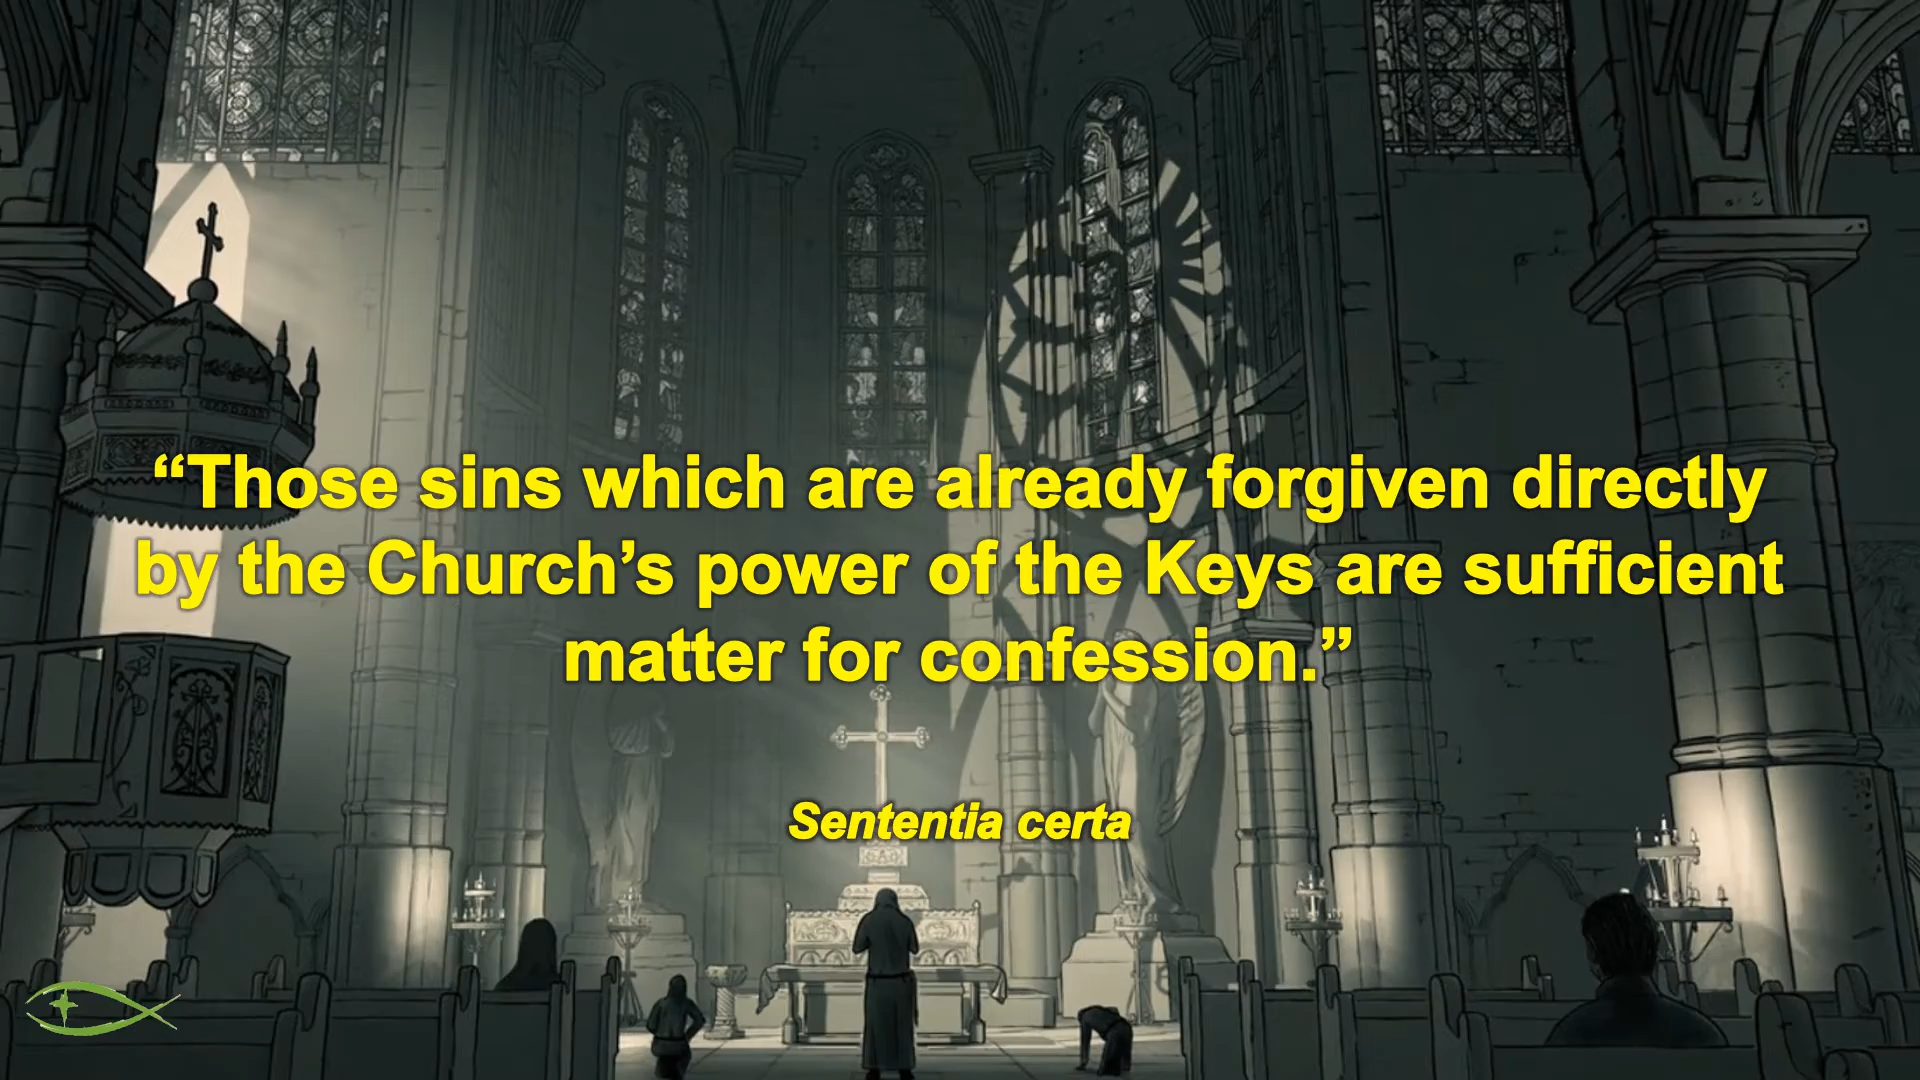 “Those sins which are already forgiven directly
by the Church’s power of the Keys are sufficient
matter for confession.”
Sententia certa